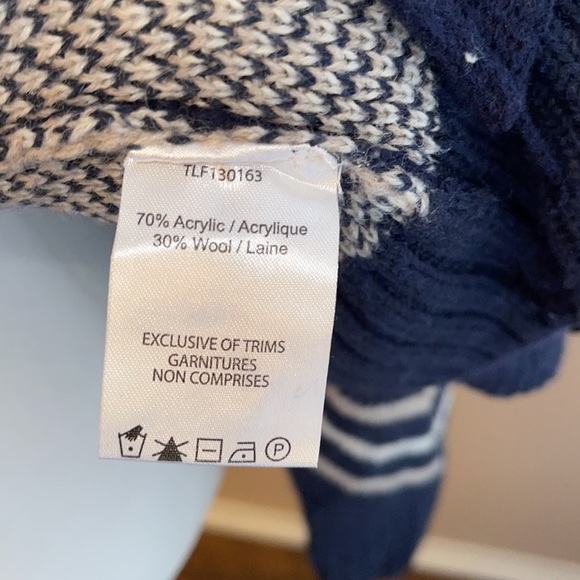 TLF130163
70% Acrylic / Acrylique
30% Wool / Laine
EXCLUSIVE OF TRIMS
GARNITURES
NON COMPRISES
P